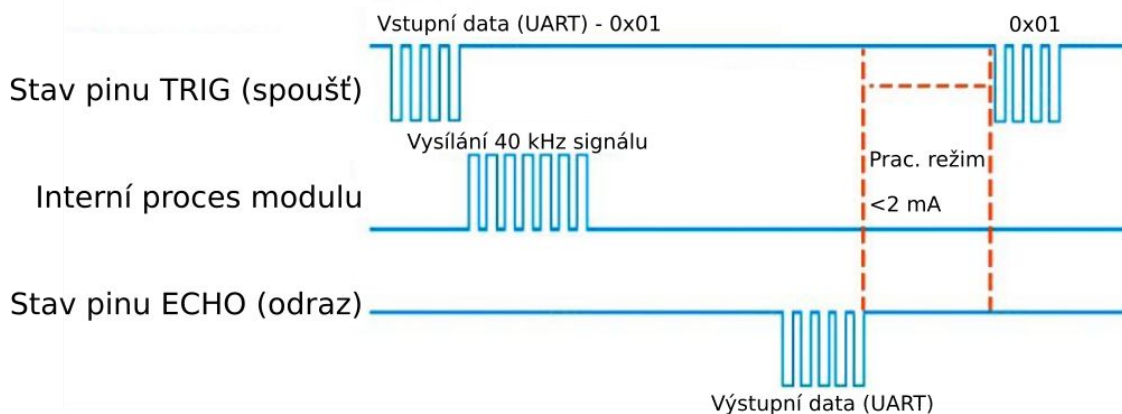 Vstupní data (UART) - 0x01
0x01
Stav pinu TRIG (spoušť)
Vysílání 40 kHz signálu
Prac. režim
Interní proces modulu
<2 mA
Stav pinu ECHO (odraz)
Výstupní data (UART)